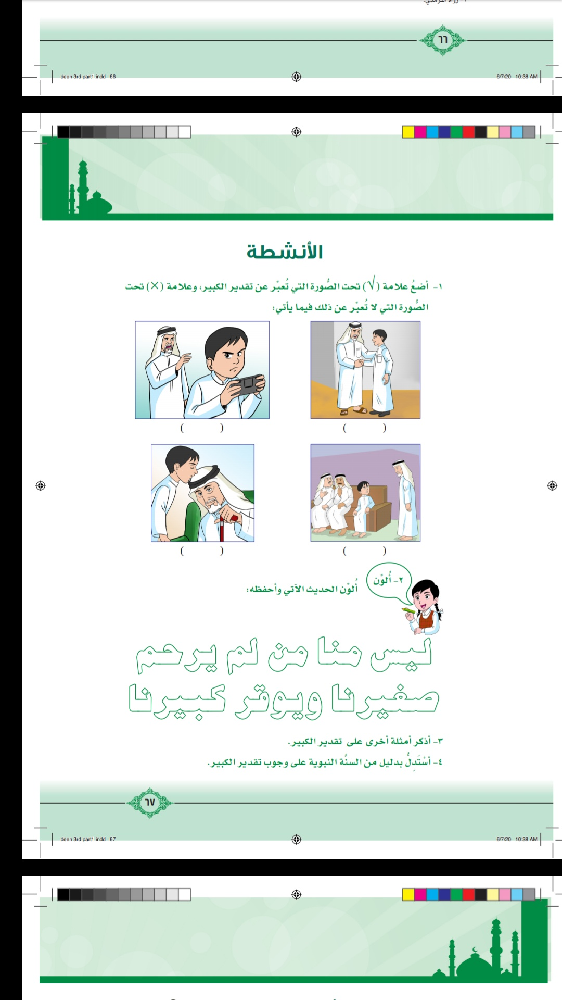 ٦٦
deen 3rd part1.indd 66
6/7/20 10:38 AM
الأنشطة
١- أضعُ علامة (√) تحت الصُّورة التي تُعبِّر عن تقدير الكبير، وعلامة (×) تحت
الصُّورة التي لا تُعبِّر عن ذلك فيما يأتي:
( ) ( )
( ) ( )
٢- أُلوِّن
أُلوِّن الحديث الآتي وأحفظه:
ليس منا من لم يرحم
صغيرنا ويوقر كبيرنا
٣- أذكر أمثلة أخرى على تقدير الكبير.
٤- أسْتَدِلُّ بدليل من السنَّة النبوية على وجوب تقدير الكبير.
٦٧
deen 3rd part1.indd 67
6/7/20 10:38 AM